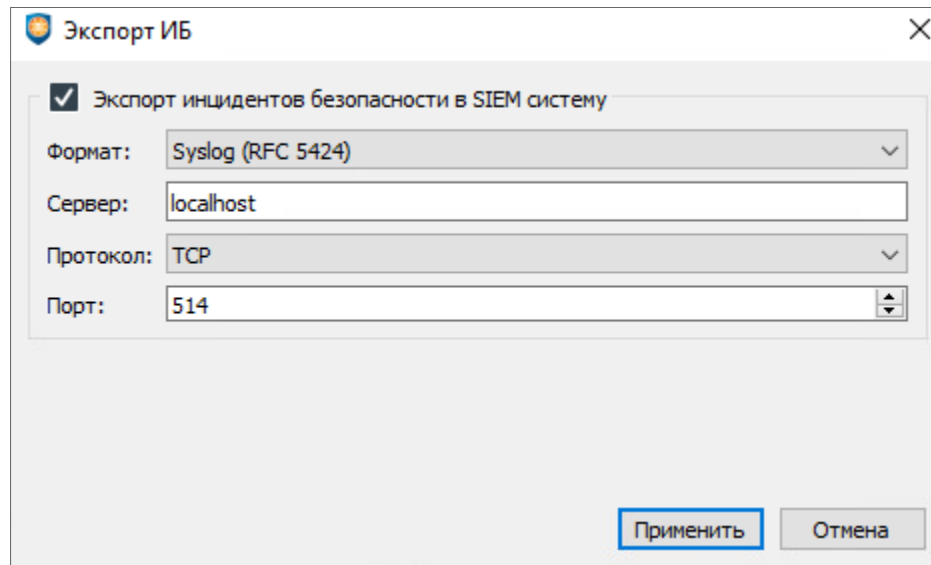 Экспорт ИБ
Экспорт инцидентов безопасности в SIEM систему
Формат: Syslog (RFC 5424)
Сервер: localhost
Протокол: TCP
Порт: 514
Применить Отмена